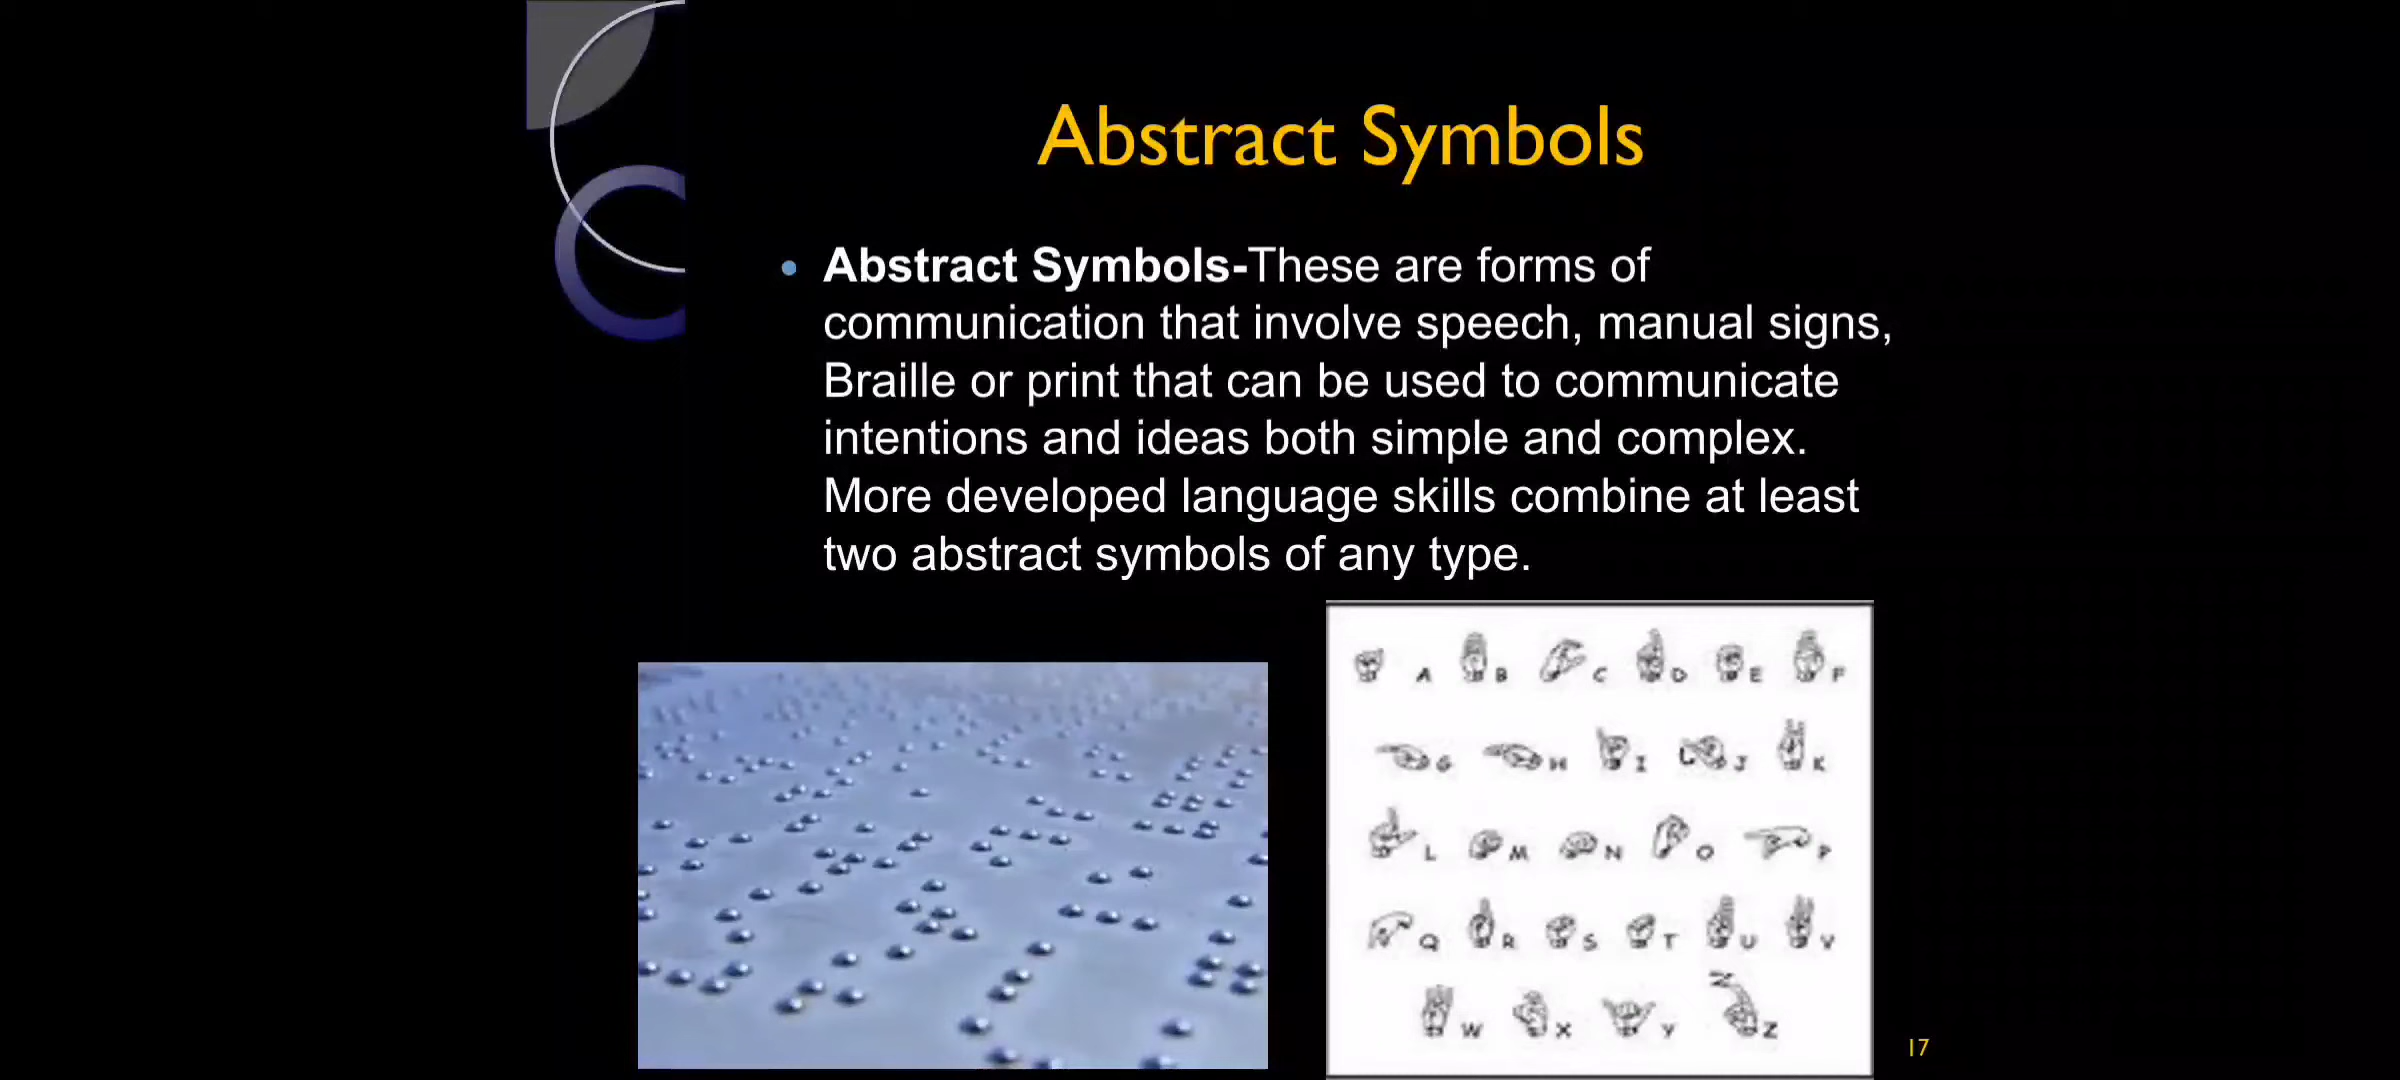 Abstract Symbols
• Abstract Symbols-These are forms of
communication that involve speech, manual signs,
Braille or print that can be used to communicate
intentions and ideas both simple and complex.
More developed language skills combine at least
two abstract symbols of any type.
A B C D E F
G H I J K
L M N O P
Q R S T U V
W X Y Z
17